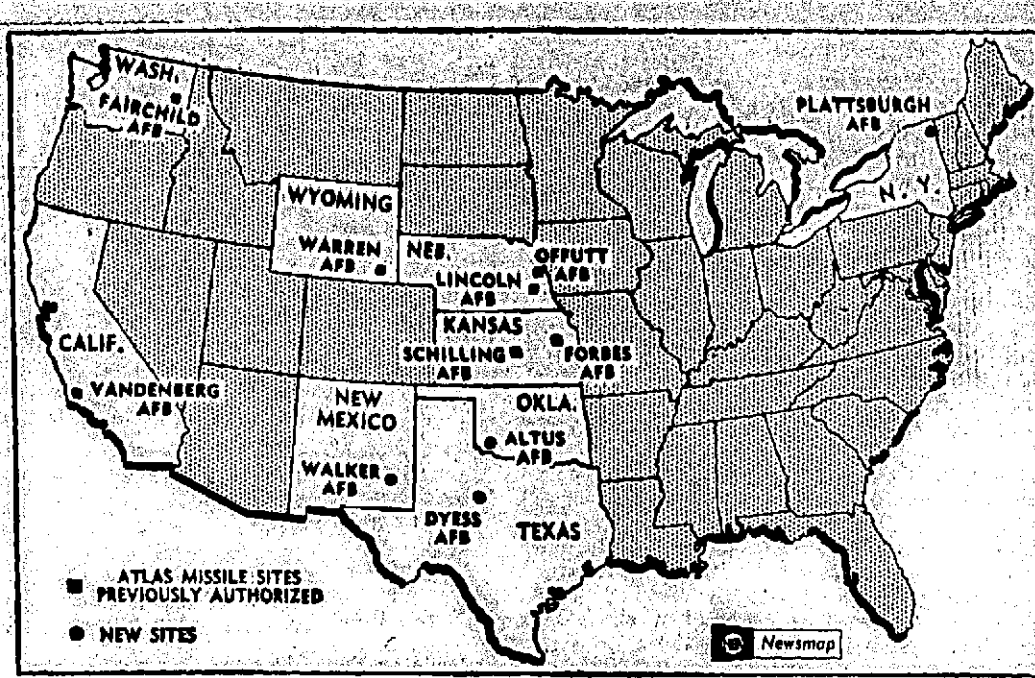 WASH.
FAIRCHILD
AFB
PLATTSBURGH
AFB
N. Y.
WYOMING
WARREN
AFB
NEB.
OFFUTT
AFB
LINCOLN
AFB
KANSAS
SCHILLING
AFB
FORBES
AFB
CALIF.
VANDENBERG
AFB
NEW
MEXICO
WALKER
AFB
OKLA.
ALTUS
AFB
DYESS
AFB
TEXAS
ATLAS MISSILE SITES
PREVIOUSLY AUTHORIZED
NEW SITES
Newsmap